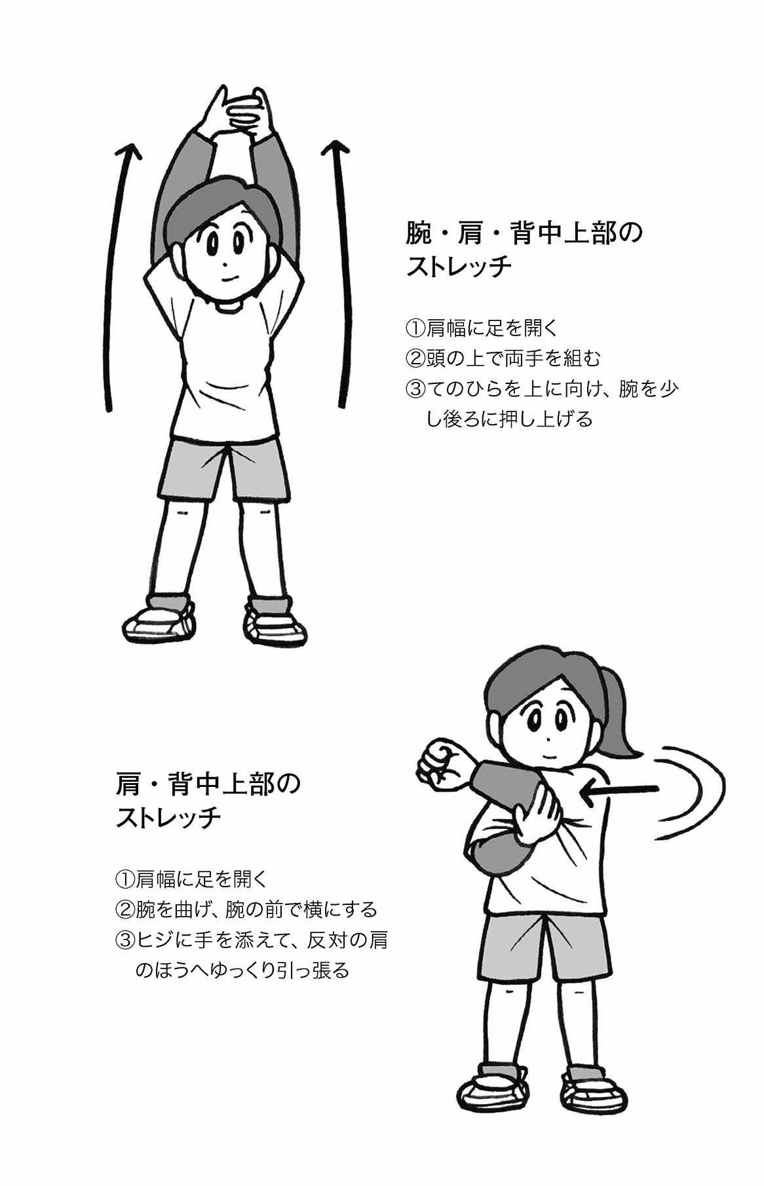 腕・肩・背中上部の
ストレッチ
①肩幅に足を開く
②頭の上で両手を組む
③てのひらを上に向け、腕を少
し後ろに押し上げる
肩・背中上部の
ストレッチ
①肩幅に足を開く
②腕を曲げ、腕の前で横にする
③ヒジに手を添えて、反対の肩
のほうへゆっくり引っ張る